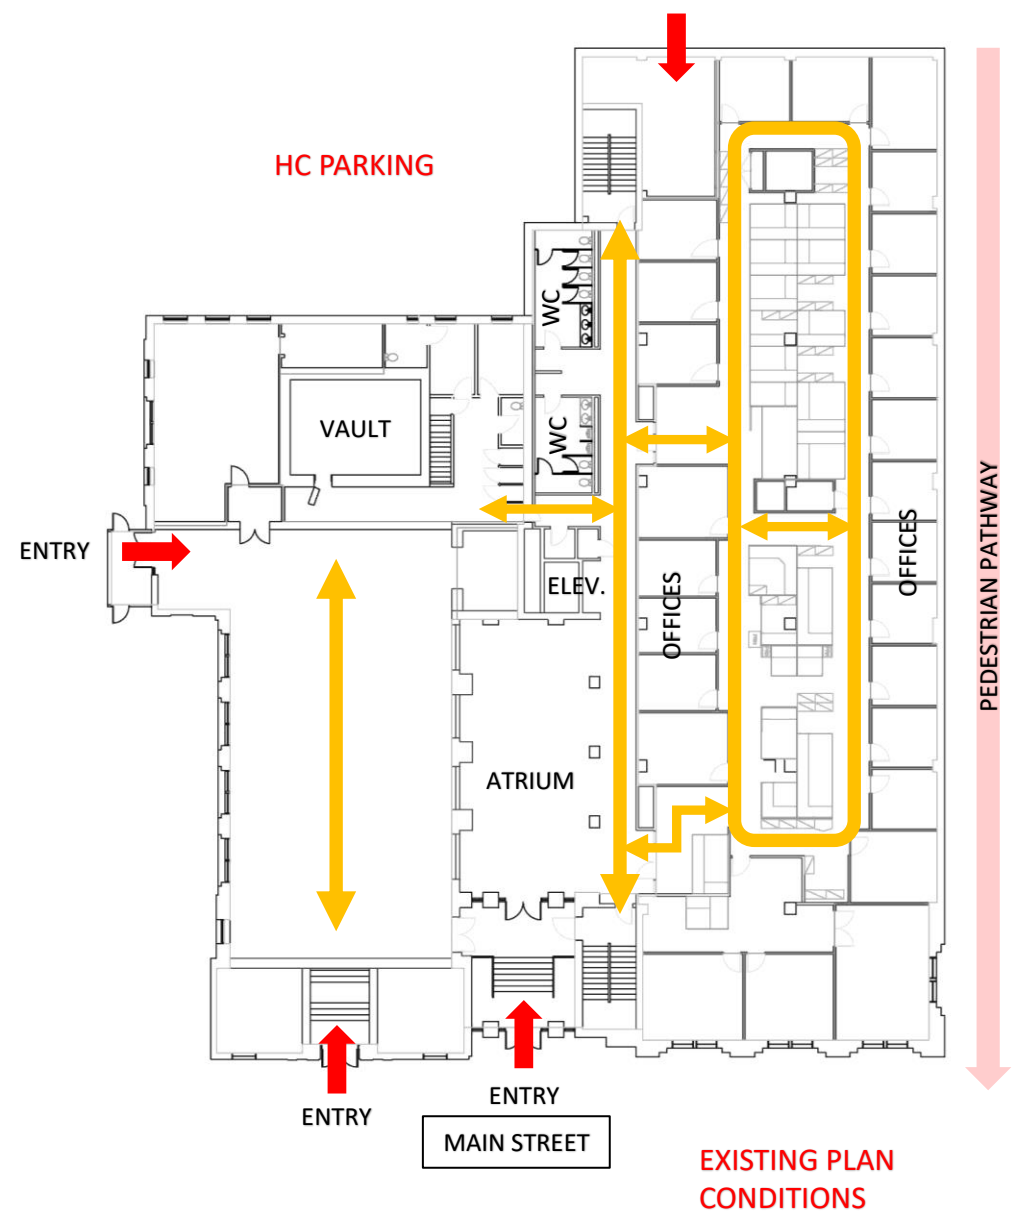 HC PARKING
WC
VAULT
WC
PEDESTRIAN PATHWAY
ENTRY
ELEV.
OFFICES
OFFICES
ATRIUM
ENTRY
ENTRY
MAIN STREET
EXISTING PLAN
CONDITIONS